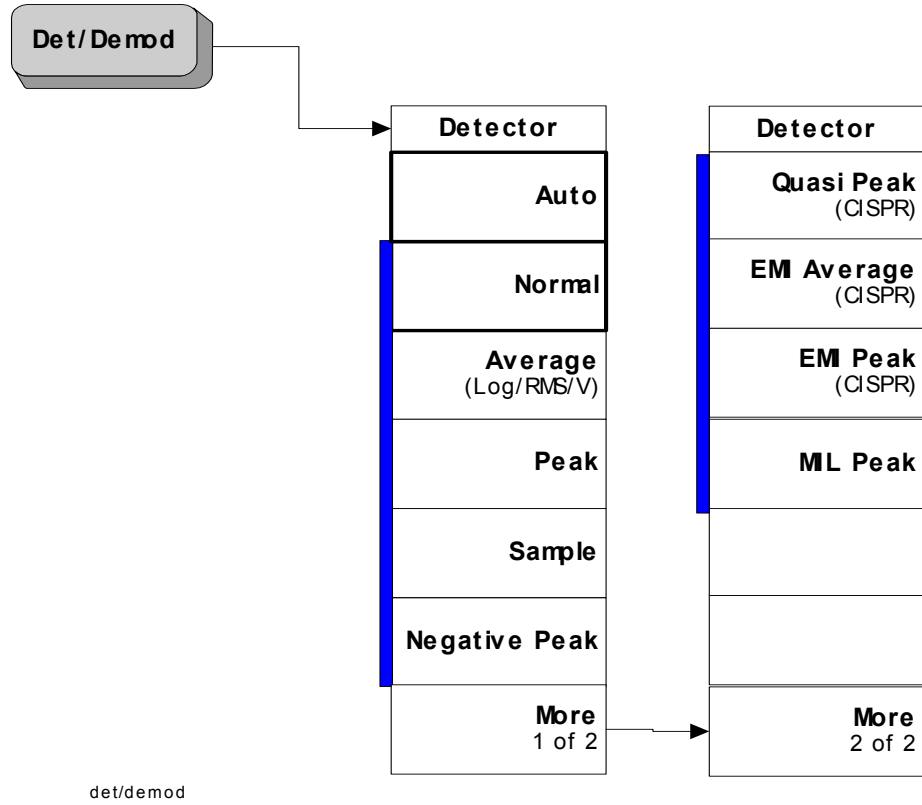 Det/Demod
Detector
Auto
Normal
Average
(Log/RMS/V)
Peak
Sample
Negative Peak
More
1 of 2
Detector
Quasi Peak
(CISPR)
EMI Average
(CISPR)
EMI Peak
(CISPR)
MIL Peak
More
2 of 2
det/demod